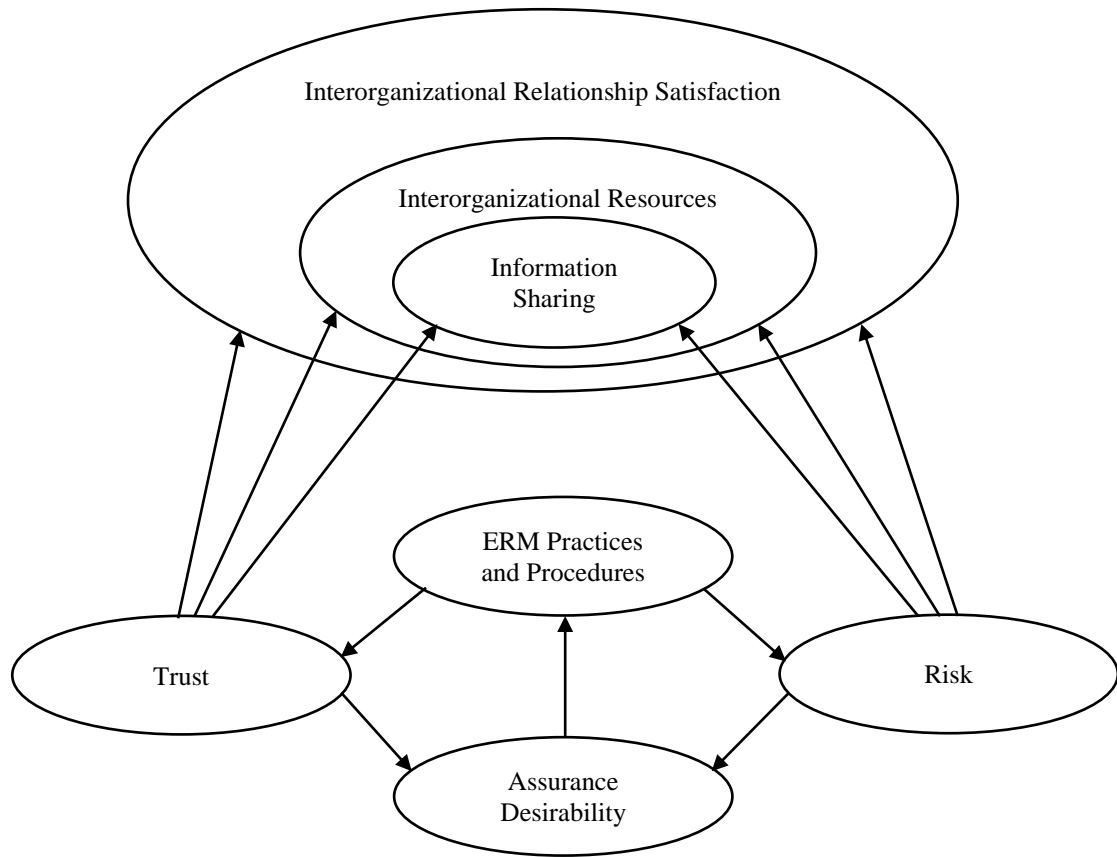 Interorganizational Relationship Satisfaction
Interorganizational Resources
Information
Sharing
ERM Practices
and Procedures
Trust
Risk
Assurance
Desirability